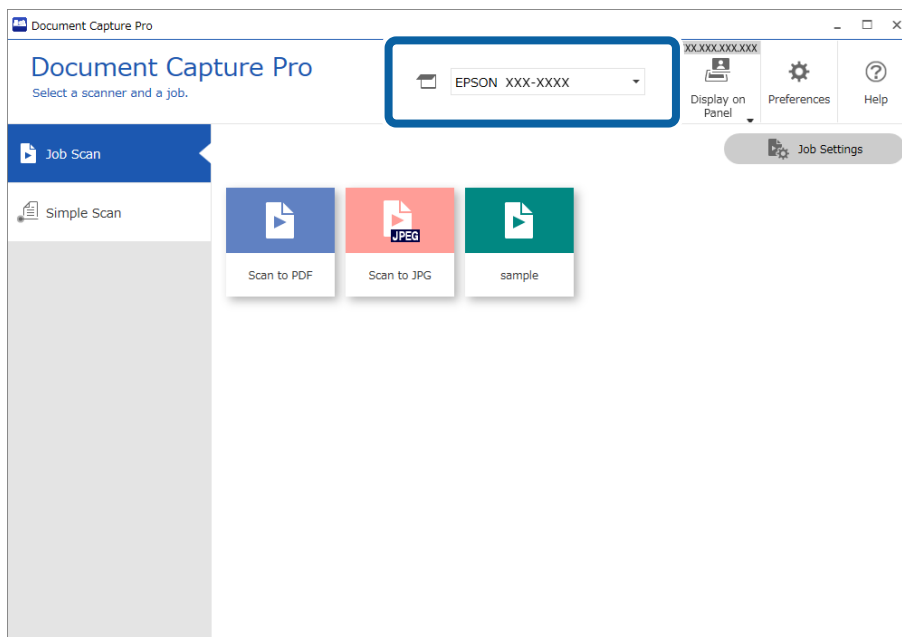 Document Capture Pro
Document Capture Pro
Select a scanner and a job.
EPSON XXX-XXXX
XX.XXX.XXX.XXX
Display on
Panel
Preferences
Help
Job Scan
Job Settings
Simple Scan
JPEG
Scan to PDF
Scan to JPG
sample